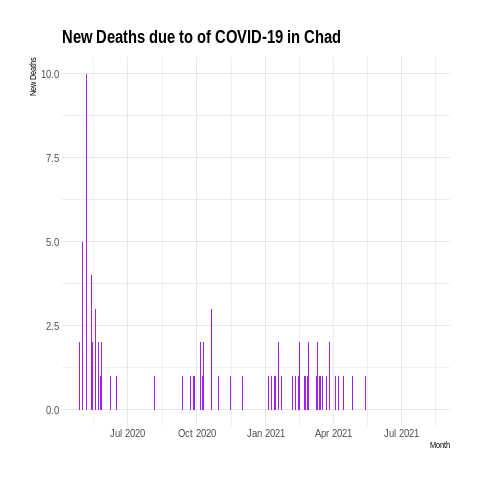 New Deaths due to of COVID-19 in Chad
New Deaths
10.0
7.5
5.0
2.5
0.0
Jul 2020 Oct 2020 Jan 2021 Apr 2021 Jul 2021
Month